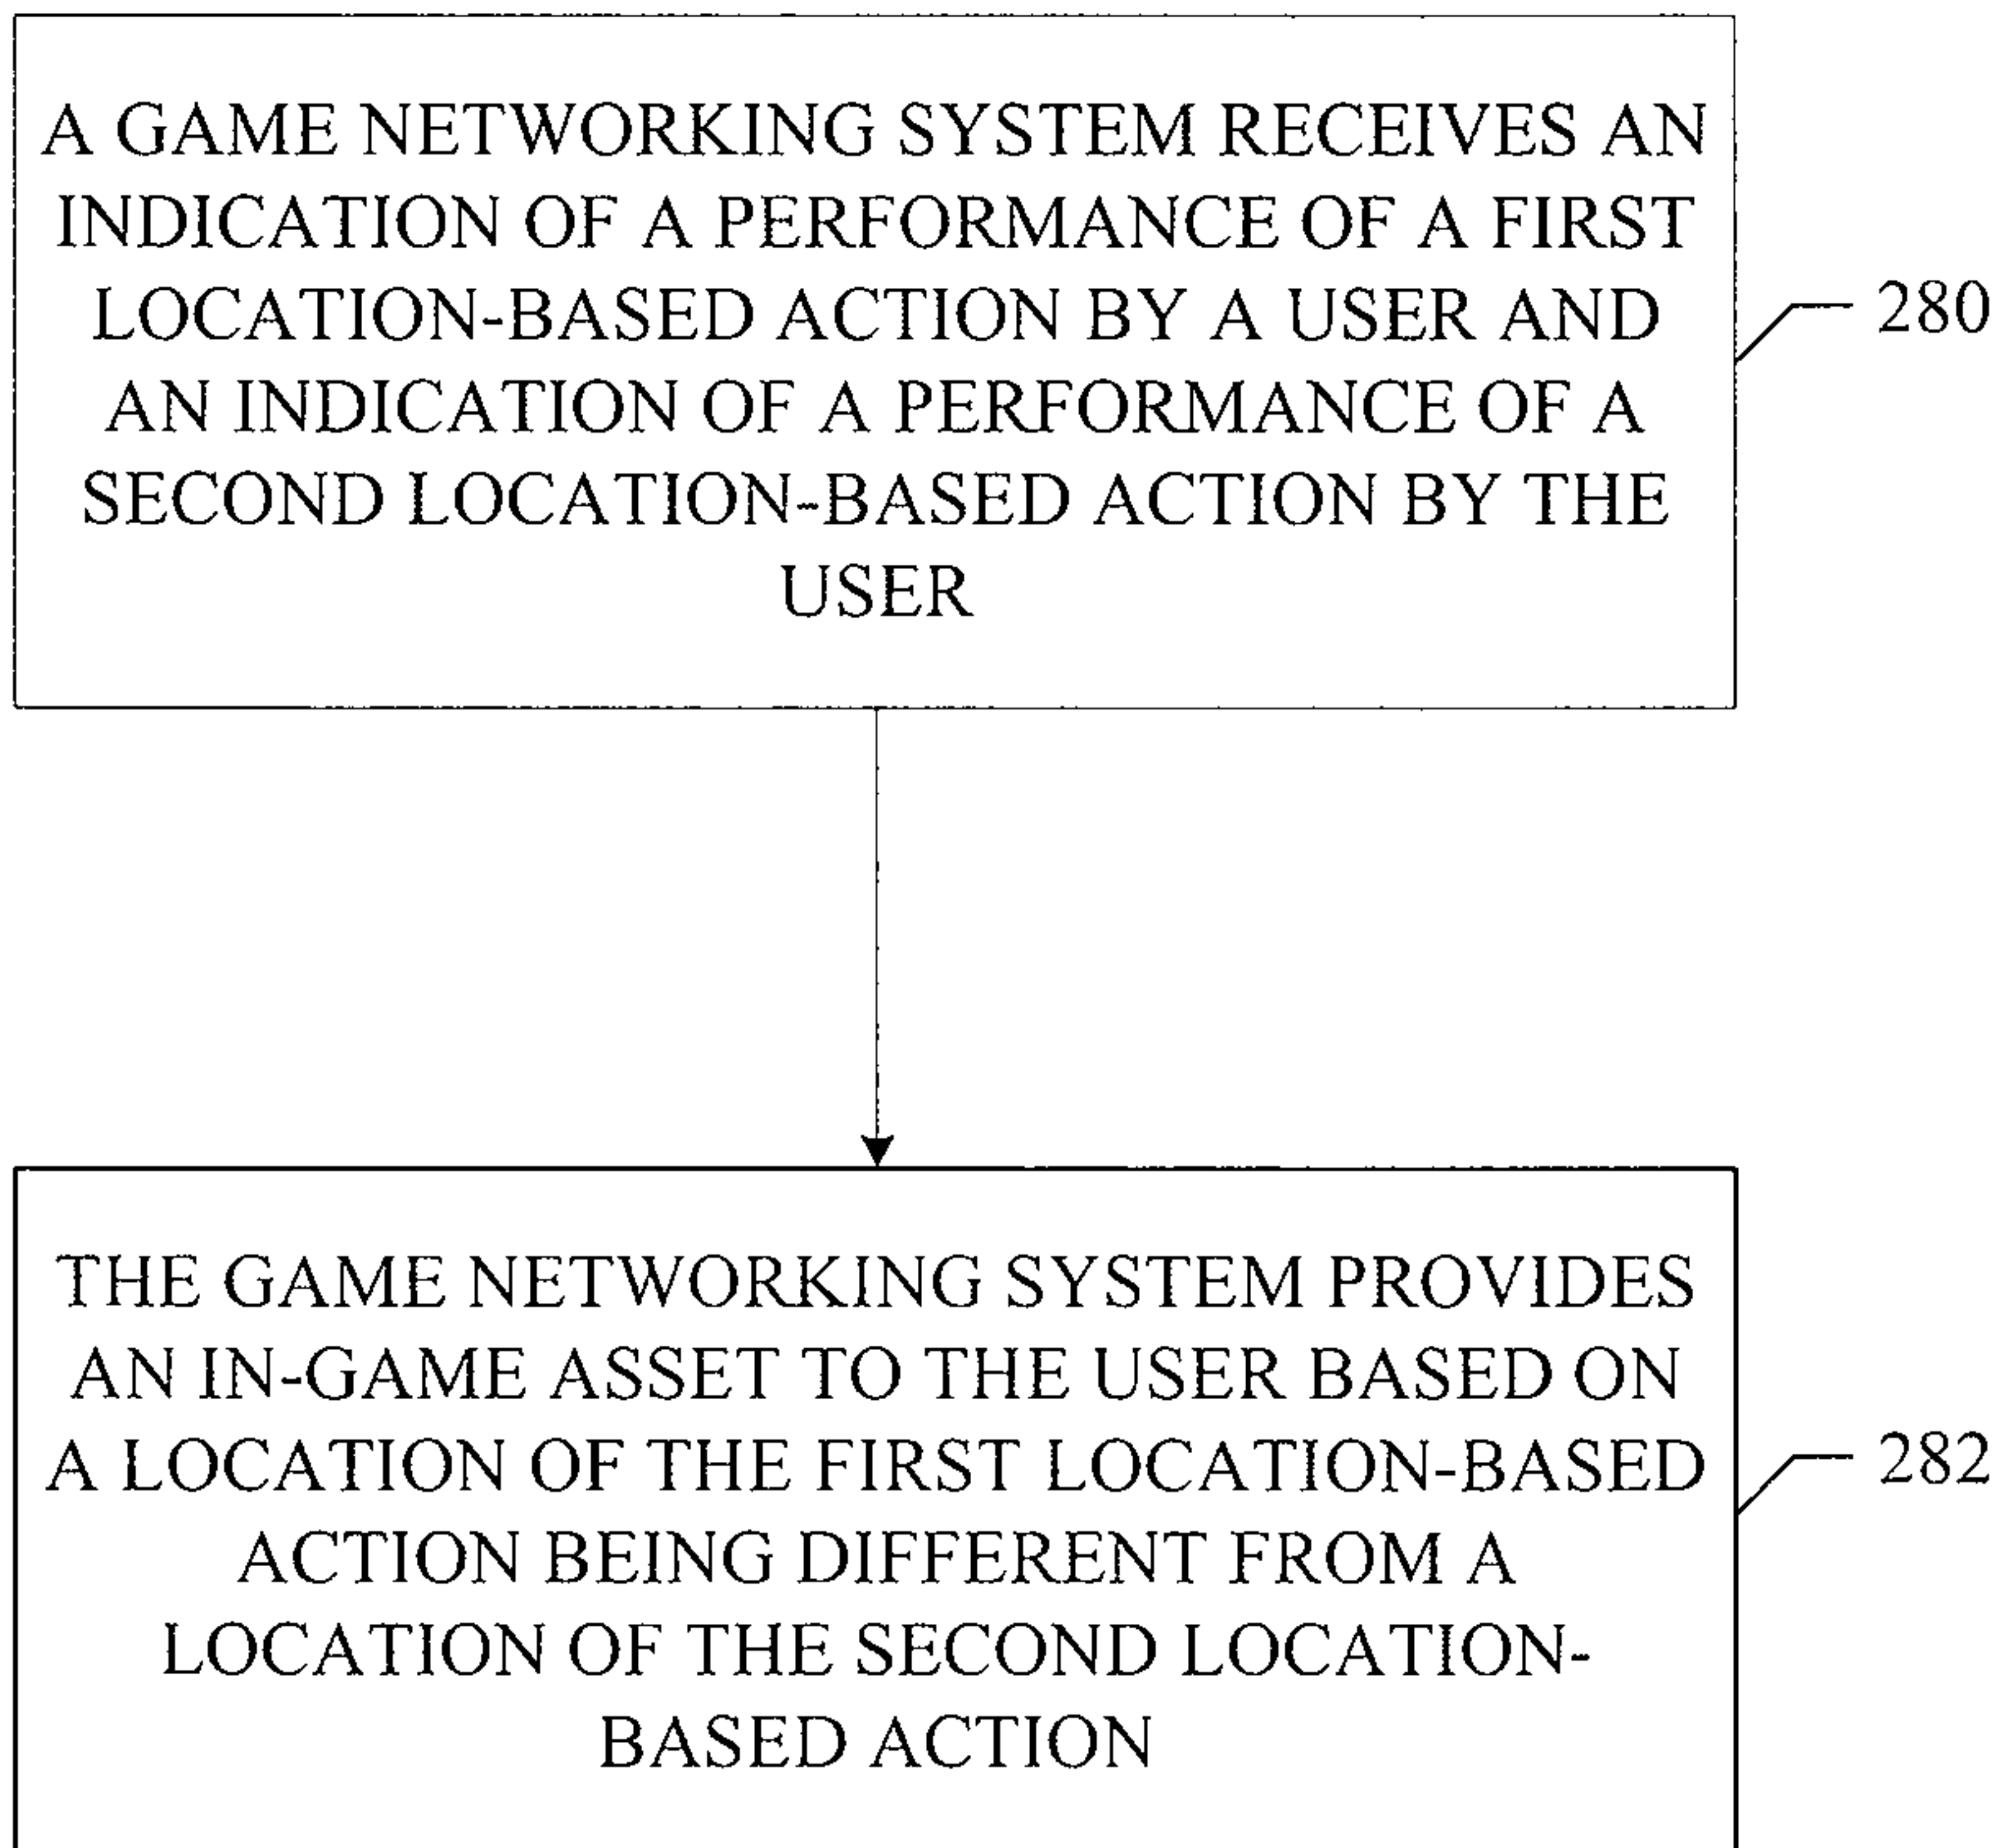 A GAME NETWORKING SYSTEM RECEIVES AN
INDICATION OF A PERFORMANCE OF A FIRST
LOCATION-BASED ACTION BY A USER AND
AN INDICATION OF A PERFORMANCE OF A
SECOND LOCATION-BASED ACTION BY THE
USER
280
THE GAME NETWORKING SYSTEM PROVIDES
AN IN-GAME ASSET TO THE USER BASED ON
A LOCATION OF THE FIRST LOCATION-BASED
ACTION BEING DIFFERENT FROM A
LOCATION OF THE SECOND LOCATION-
BASED ACTION
282